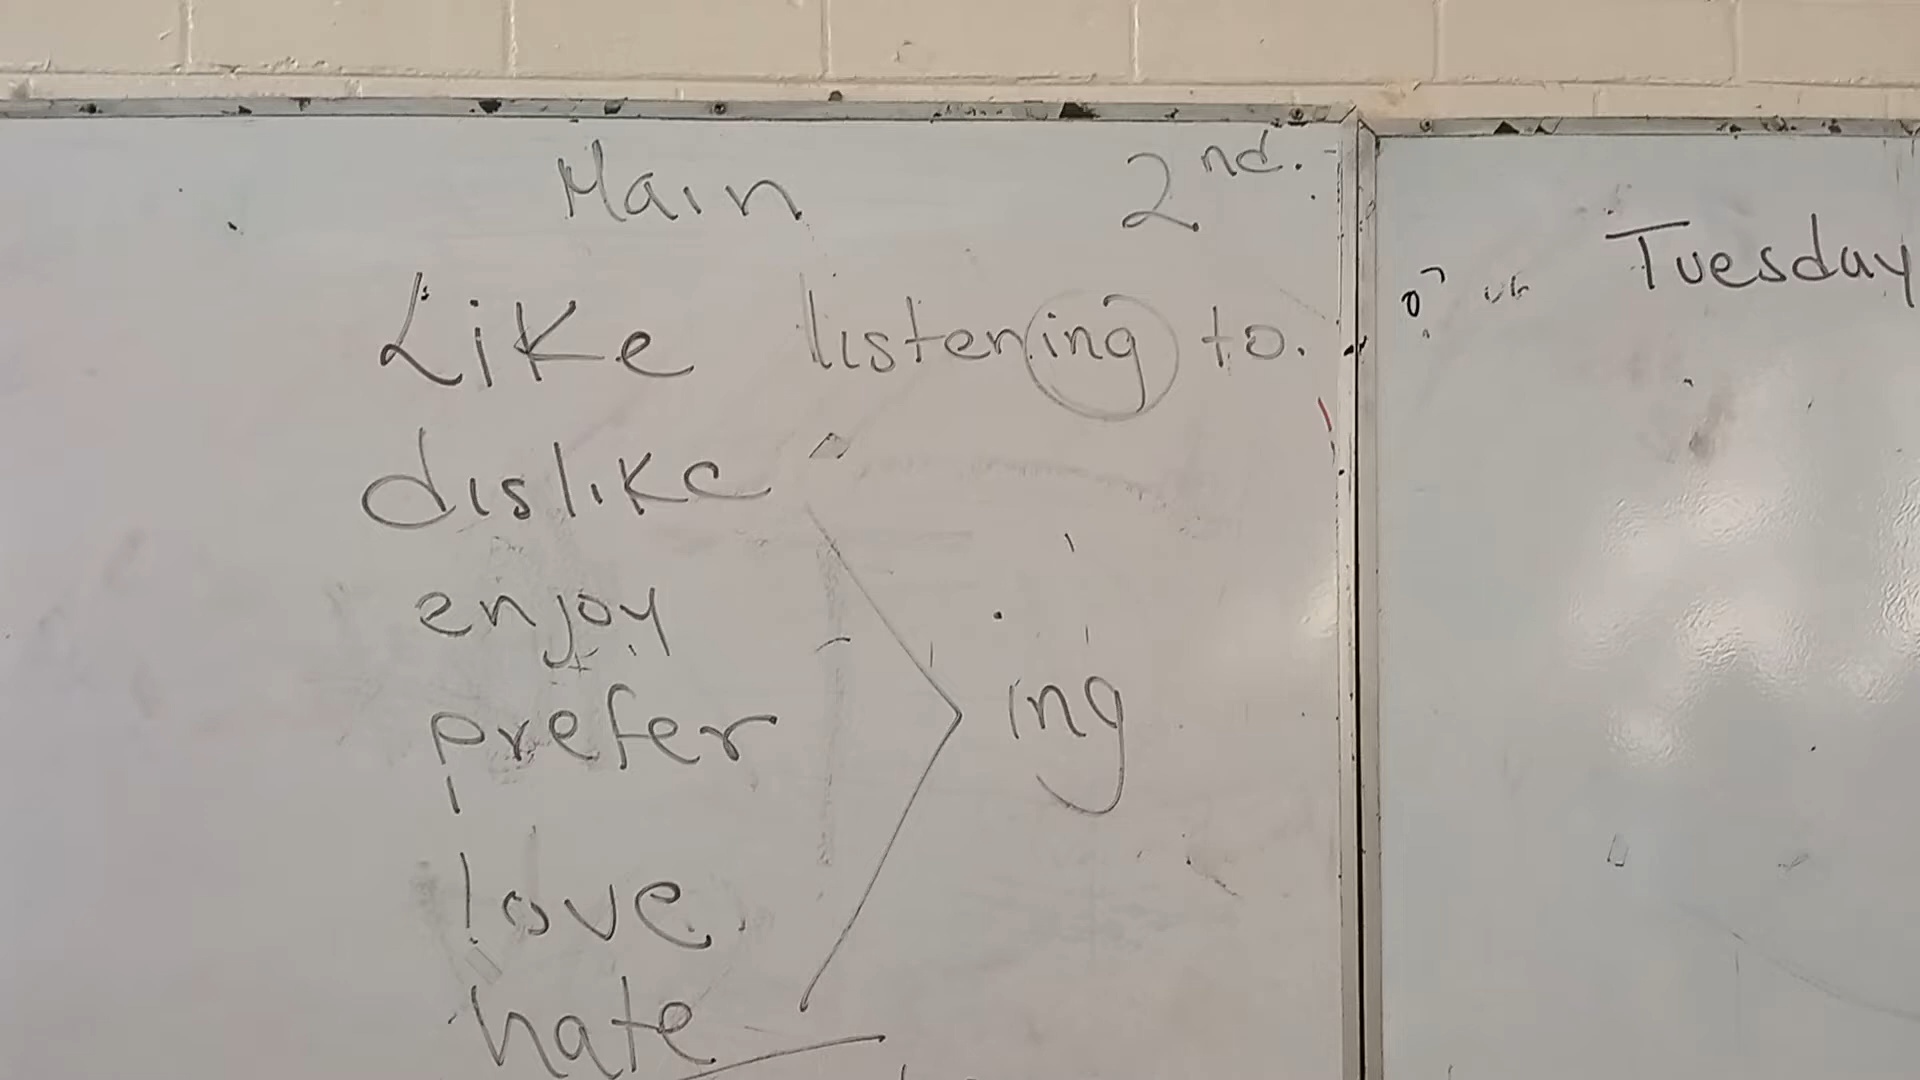 Main 2nd.
Like listening to.
dislike
enjoy
prefer
ing
love.
hate
Tuesday